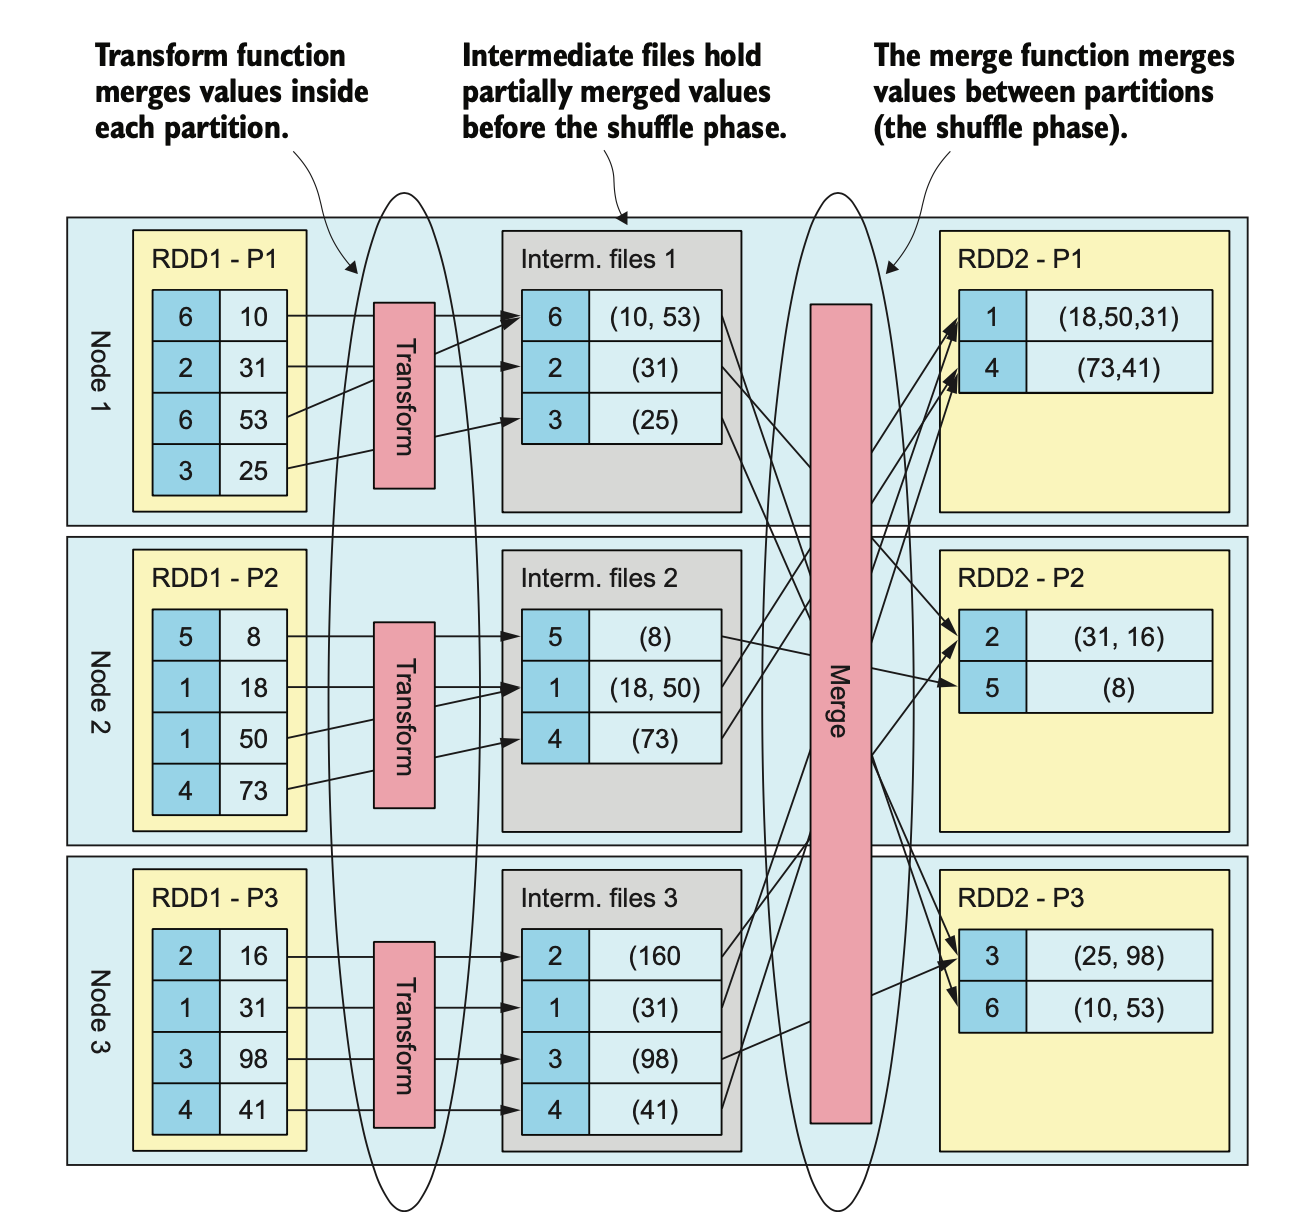 Transform function
merges values inside
each partition.
Intermediate files hold
partially merged values
before the shuffle phase.
The merge function merges
values between partitions
(the shuffle phase).
Node 1
RDD1 - P1
6 10
2 31
6 53
3 25
Transform
Interm. files 1
6 (10, 53)
2 (31)
3 (25)
RDD2 - P1
1 (18,50,31)
4 (73,41)
Node 2
RDD1 - P2
5 8
1 18
1 50
4 73
Transform
Interm. files 2
5 (8)
1 (18, 50)
4 (73)
Merge
RDD2 - P2
2 (31, 16)
5 (8)
Node 3
RDD1 - P3
2 16
1 31
3 98
4 41
Transform
Interm. files 3
2 (160
1 (31)
3 (98)
4 (41)
RDD2 - P3
3 (25, 98)
6 (10, 53)